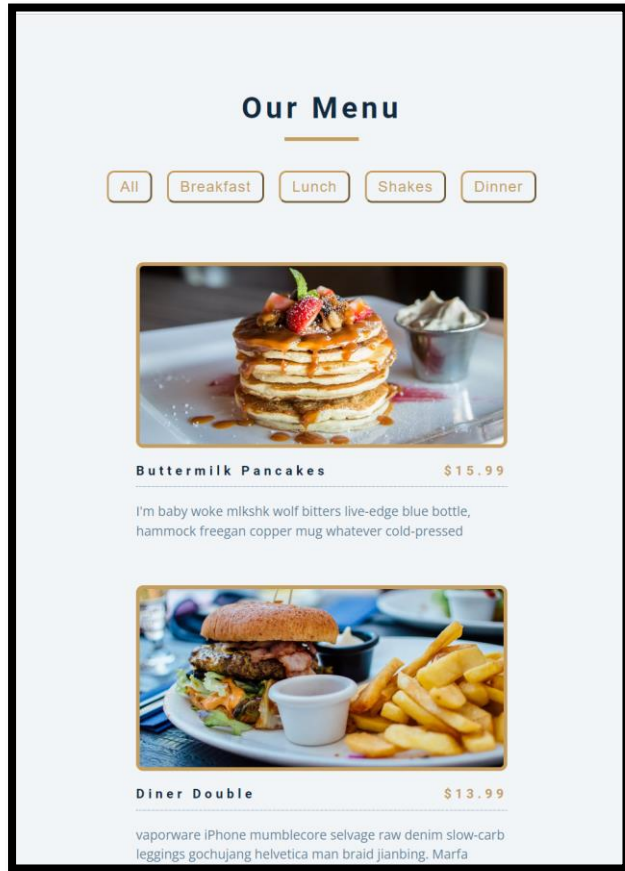 Our Menu
All Breakfast Lunch Shakes Dinner
Buttermilk Pancakes $15.99
I'm baby woke mlkshk wolf bitters live-edge blue bottle,
hammock freegan copper mug whatever cold-pressed
Diner Double $13.99
vaporware iPhone mumblecore selvage raw denim slow-carb
leggings gochujang helvetica man braid jianbing. Marfa